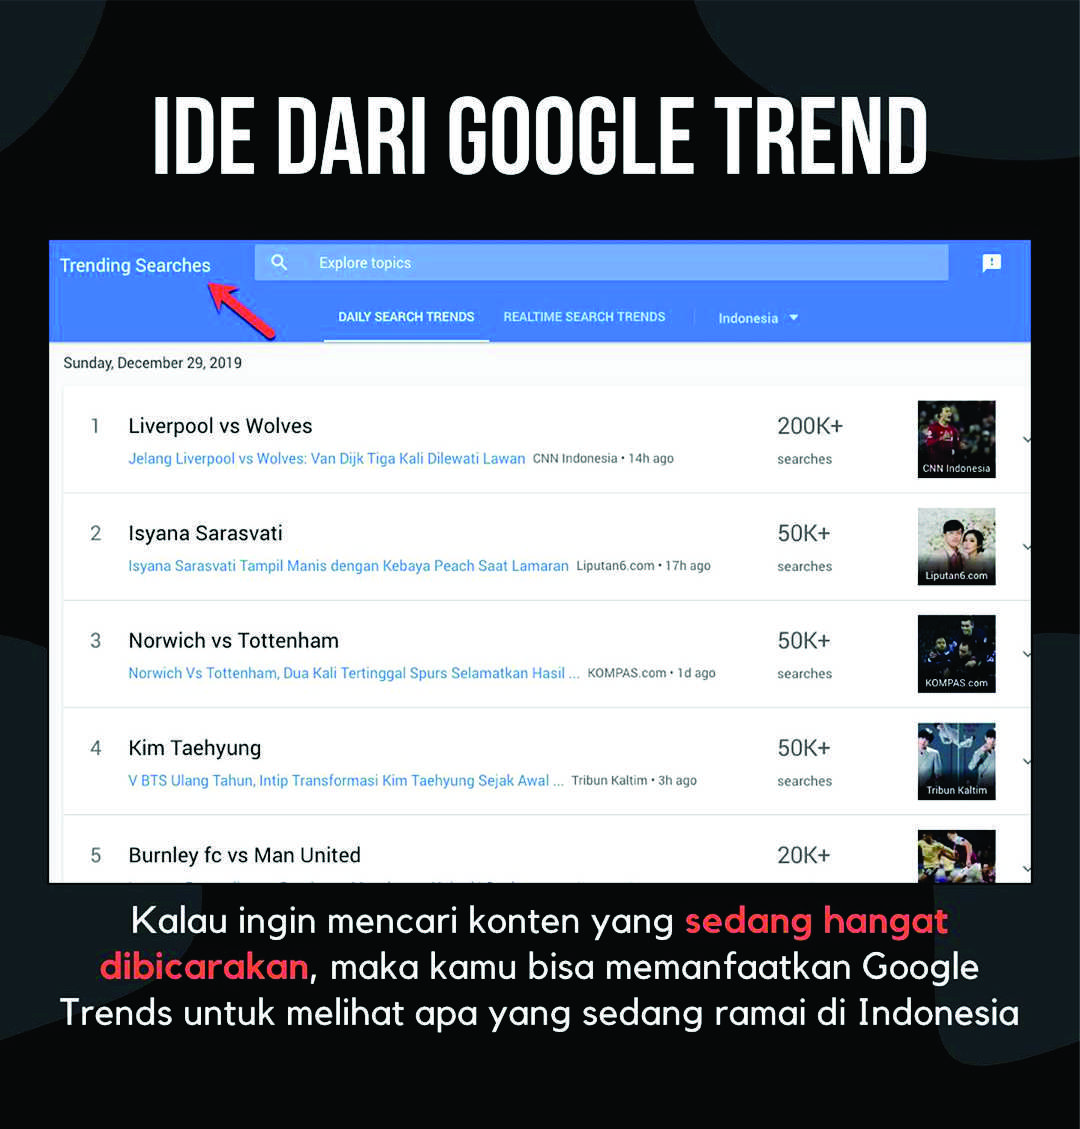 IDE DARI GOOGLE TREND
Trending Searches
Explore topics
DAILY SEARCH TRENDS
REALTIME SEARCH TRENDS
Indonesia
Sunday, December 29, 2019
1
Liverpool vs Wolves
200K+
Jelang Liverpool vs Wolves: Van Dijk Tiga Kali Dilewati Lawan CNN Indonesia • 14h ago
searches
CNN Indonesia
2
Isyana Sarasvati
50K+
Isyana Sarasvati Tampil Manis dengan Kebaya Peach Saat Lamaran Liputan6.com • 17h ago
searches
Liputan6.com
3
Norwich vs Tottenham
50K+
Norwich Vs Tottenham, Dua Kali Tertinggal Spurs Selamatkan Hasil ... KOMPAS.com • 1d ago
searches
KOMPAS.com
4
Kim Taehyung
50K+
V BTS Ulang Tahun, Intip Transformasi Kim Taehyung Sejak Awal ... Tribun Kaltim • 3h ago
searches
Tribun Kaltim
5
Burnley fc vs Man United
20K+
Kalau ingin mencari konten yang sedang hangat
dibicarakan, maka kamu bisa memanfaatkan Google
Trends untuk melihat apa yang sedang ramai di Indonesia